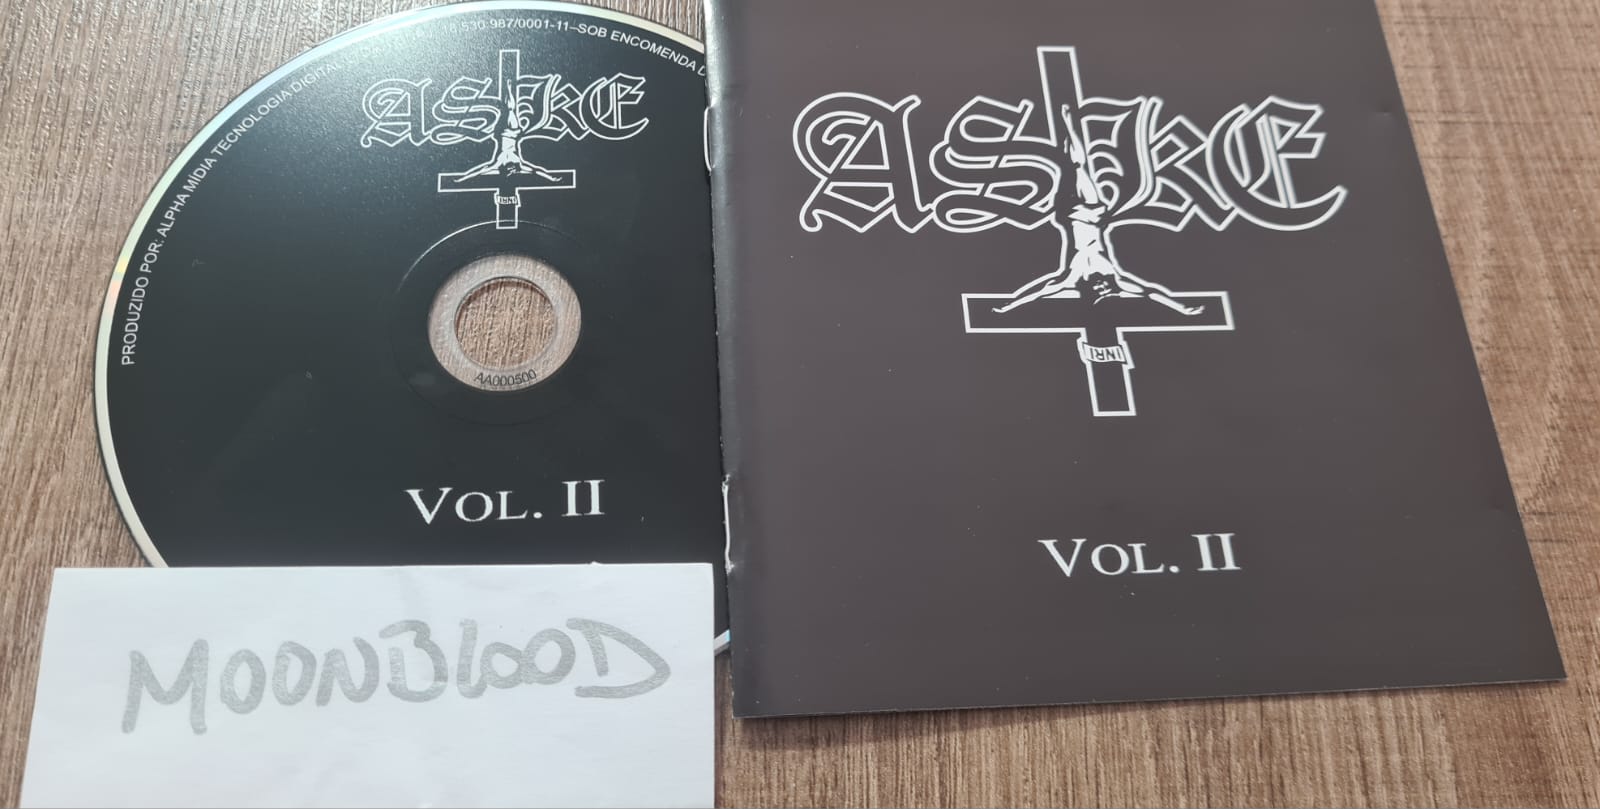 PRODUZIDO POR: ALPHA MÍDIA TECNOLOGIA DIGITAL
530.987/0001-11–SOB ENCOMENDA
ASKE
INRI
AA000500
VOL. II
MOONBLOOD
ASKE
INRI
VOL. II